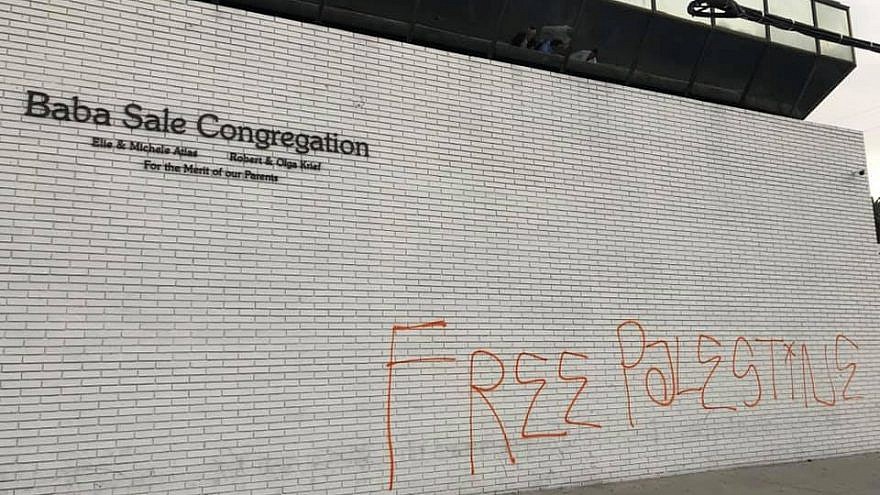 Baba Sale Congregation
Elie & Michele Atlas Robert & Olga Krief
For the Merit of our Parents
FREE PALESTINE